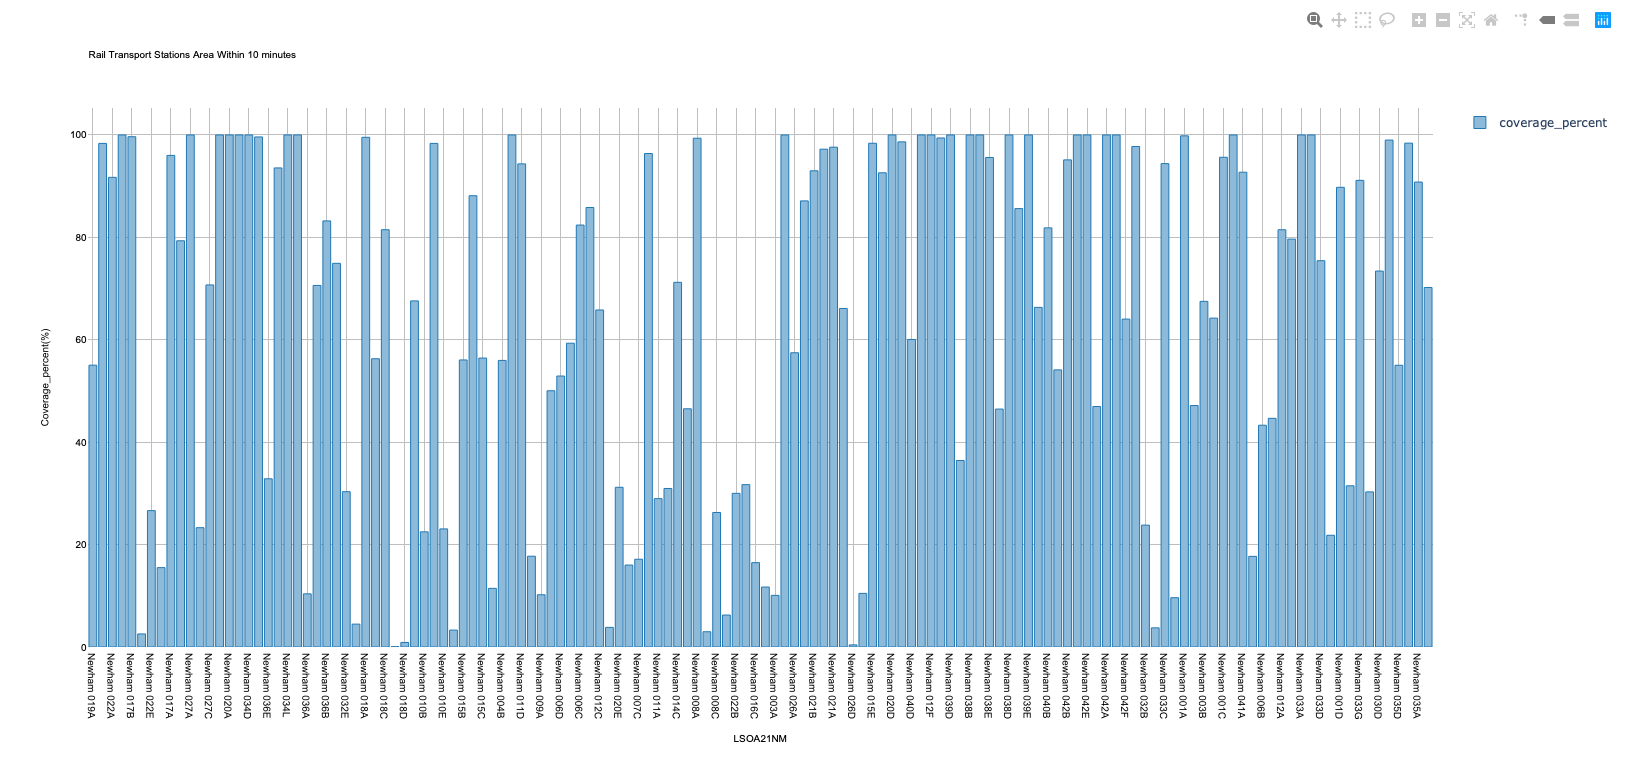 Rail Transport Stations Area Within 10 minutes
coverage_percent
Coverage_percent(%)
100
80
60
40
20
0
Newham 019A
Newham 022A
Newham 017B
Newham 022E
Newham 017A
Newham 027A
Newham 027C
Newham 020A
Newham 034D
Newham 036E
Newham 034L
Newham 036A
Newham 036B
Newham 032E
Newham 018A
Newham 018C
Newham 018D
Newham 010B
Newham 010E
Newham 015B
Newham 015C
Newham 004B
Newham 011D
Newham 009A
Newham 006D
Newham 006C
Newham 012C
Newham 020E
Newham 007C
Newham 011A
Newham 014C
Newham 008A
Newham 008C
Newham 022B
Newham 016C
Newham 003A
Newham 026A
Newham 021B
Newham 021A
Newham 026D
Newham 015E
Newham 020D
Newham 040D
Newham 012F
Newham 039D
Newham 038B
Newham 038E
Newham 038D
Newham 039E
Newham 040B
Newham 042B
Newham 042E
Newham 042A
Newham 042F
Newham 032B
Newham 033C
Newham 001A
Newham 003B
Newham 001C
Newham 041A
Newham 006B
Newham 012A
Newham 033A
Newham 033D
Newham 001D
Newham 033G
Newham 030D
Newham 035D
Newham 035A
LSOA21NM